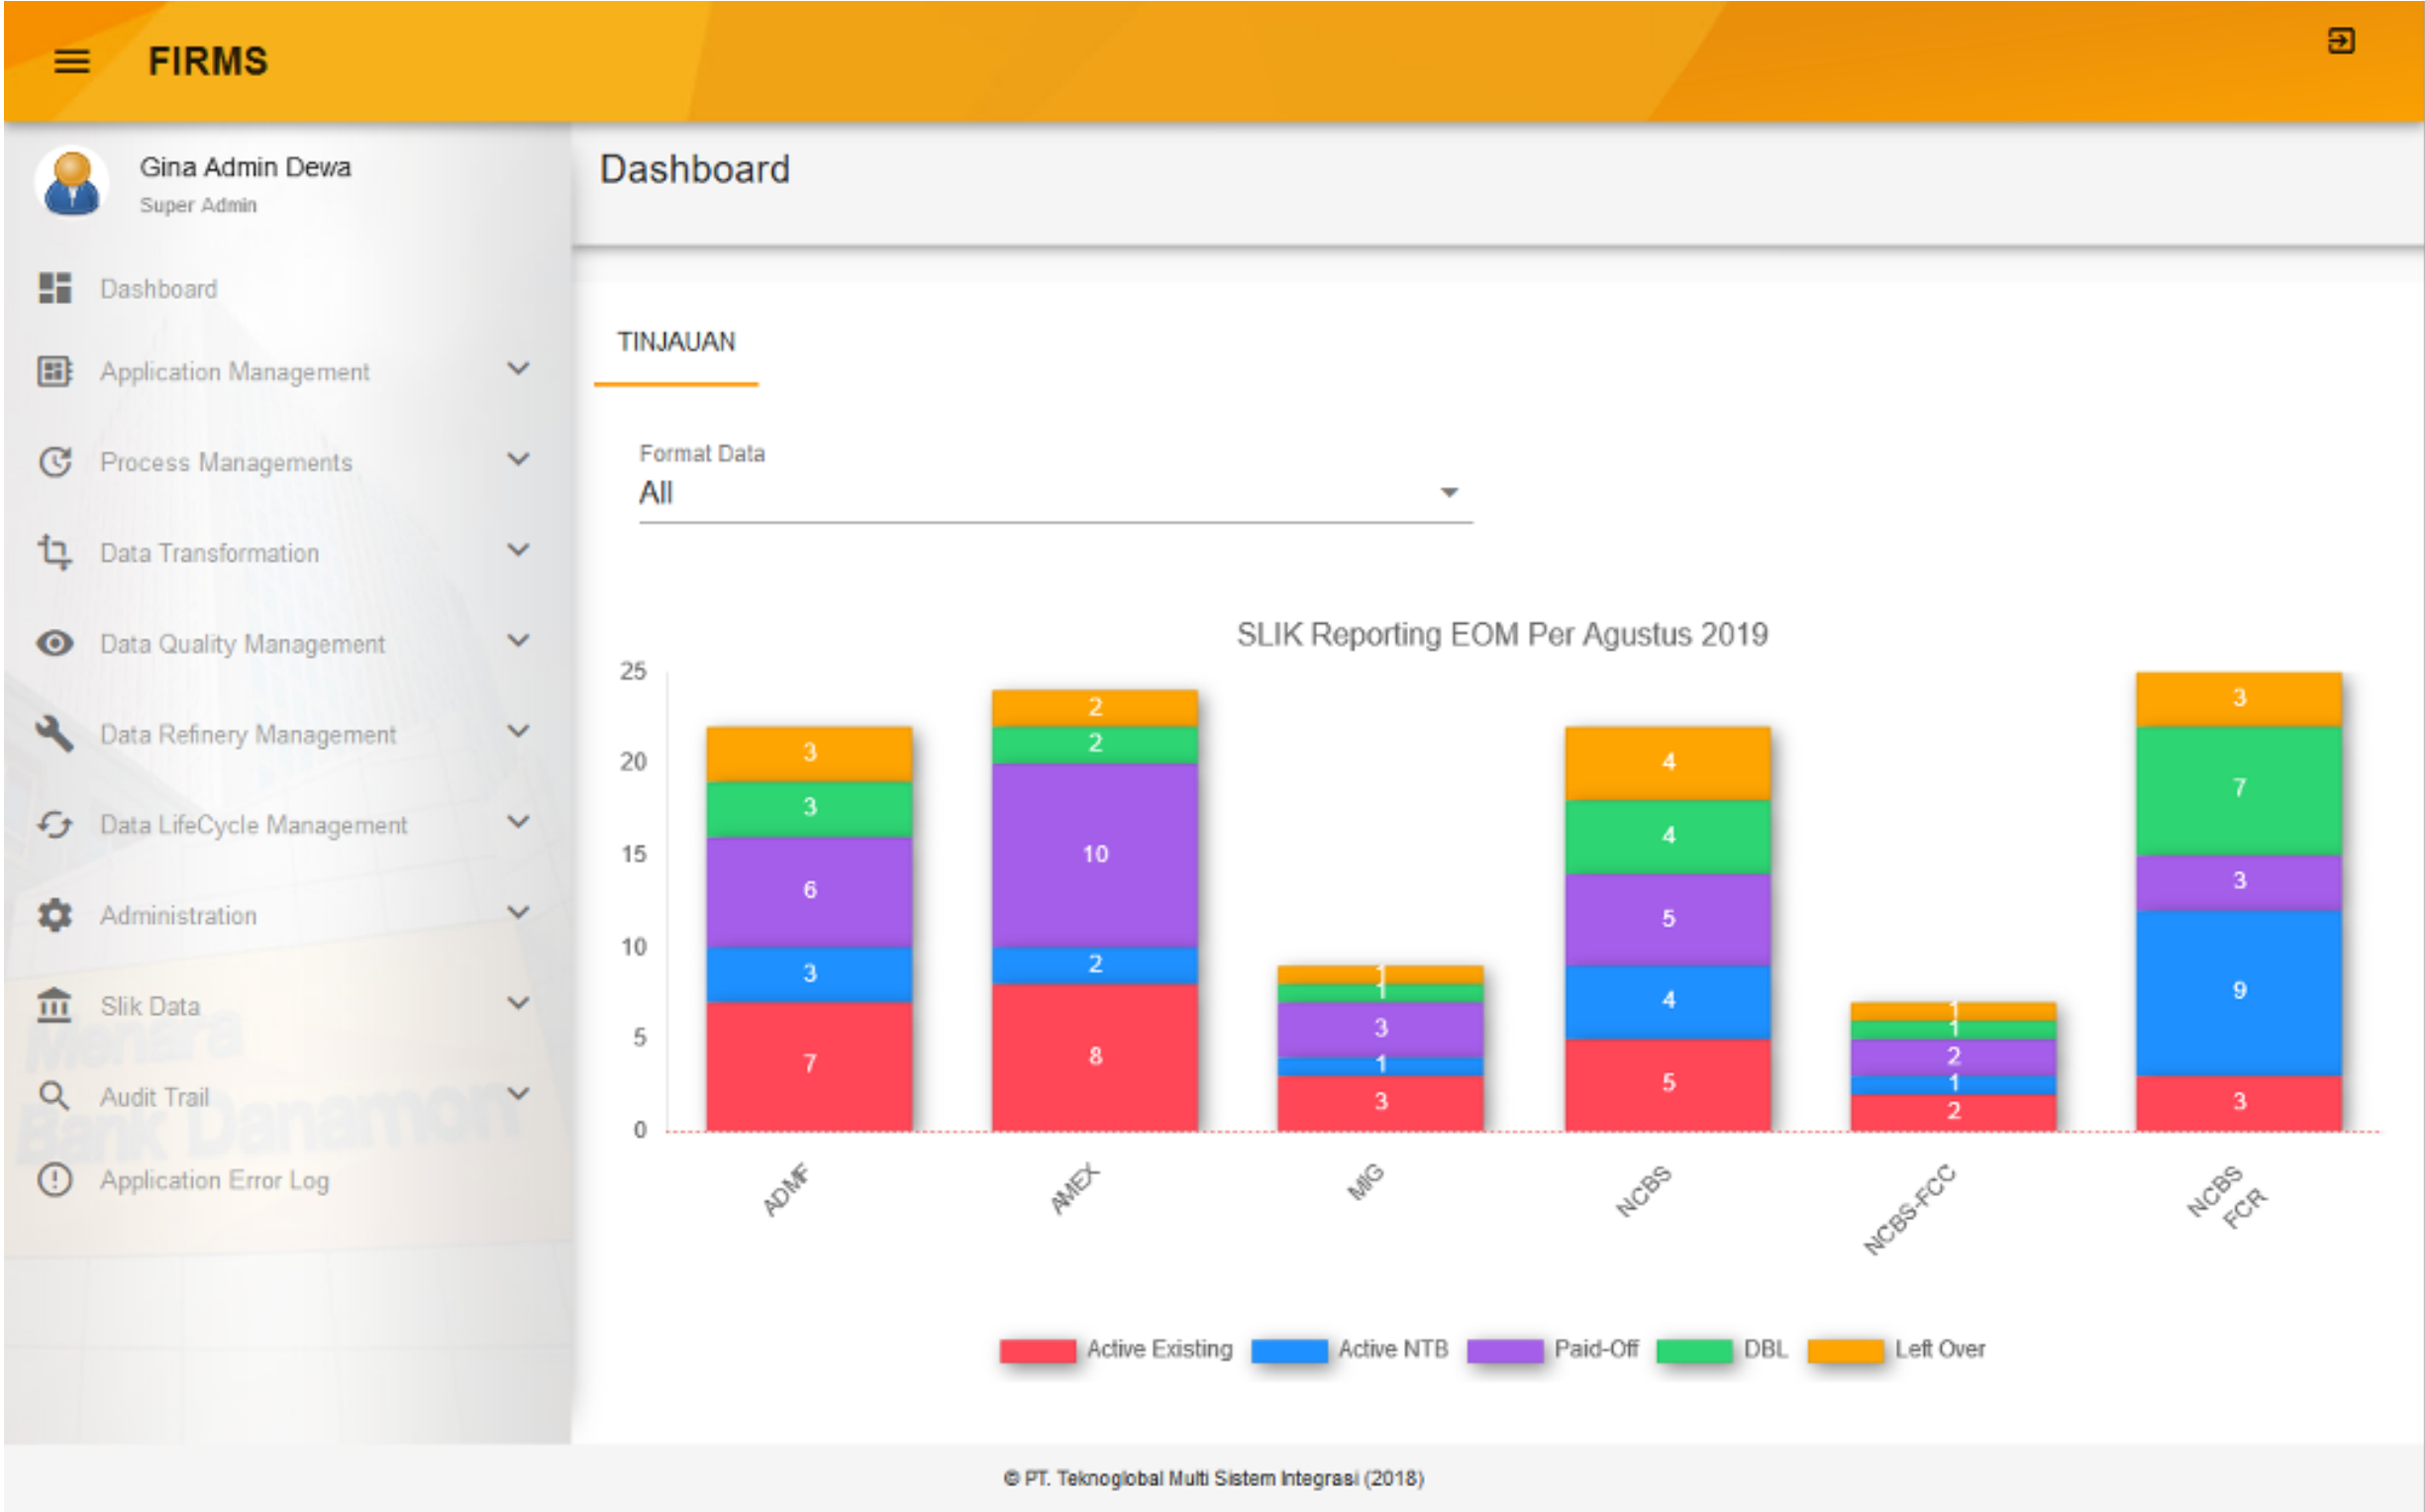 FIRMS
Gina Admin Dewa
Super Admin
Dashboard
Application Management
Process Managements
Data Transformation
Data Quality Management
Data Refinery Management
Data LifeCycle Management
Administration
Slik Data
Menara
Audit Trail
Bank Danamon
Application Error Log
Dashboard
TINJAUAN
Format Data
All
SLIK Reporting EOM Per Agustus 2019
25
20
15
10
5
0
3
3
6
3
7
2
2
10
2
8
1
1
3
1
3
4
4
5
4
5
1
1
2
1
2
3
7
3
9
3
ADMF
AMEX
MIG
NCBS
NCBS-FCC
NCBS
FCR
Active Existing Active NTB Paid-Off DBL Left Over
© PT. Teknoglobal Multi Sistem Integrasi (2018)